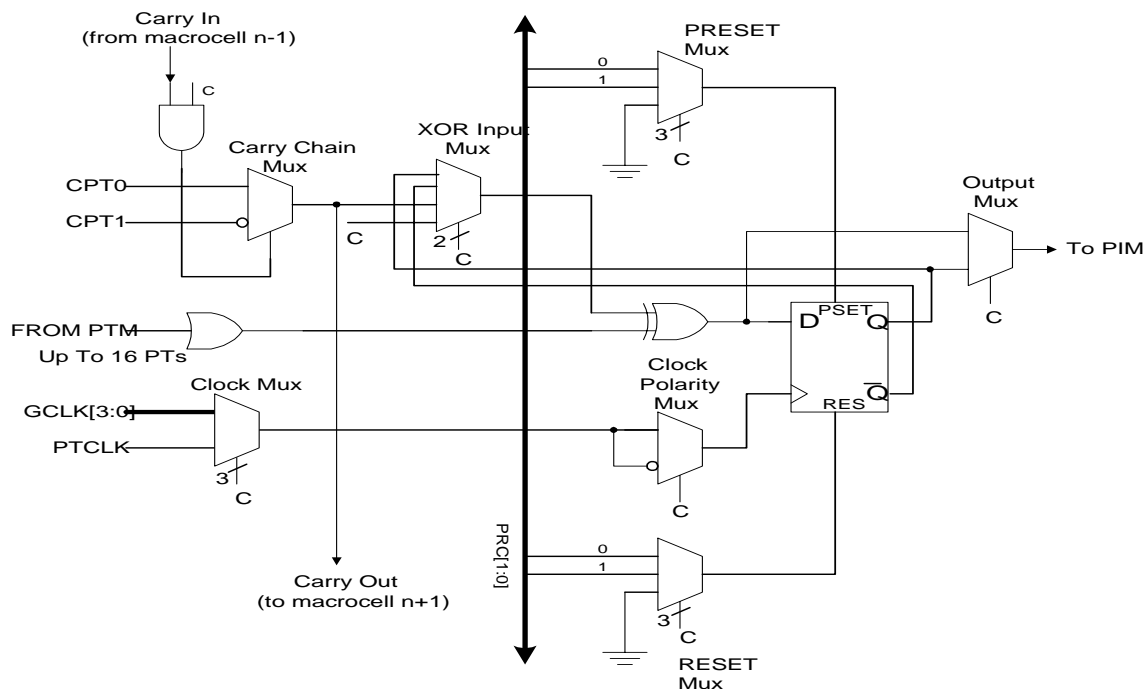 Carry In
(from macrocell n-1)
C
PRESET
Mux
0
1
3
C
XOR Input
Mux
Carry Chain
Mux
CPT0
CPT1
C
2
C
Output
Mux
To PIM
C
FROM PTM
Up To 16 PTs
PSET
D
Q
Q
RES
Clock
Polarity
Mux
C
Clock Mux
GCLK[3:0]
PTCLK
3
C
PRC[1:0]
0
1
3
C
Carry Out
(to macrocell n+1)
RESET
Mux